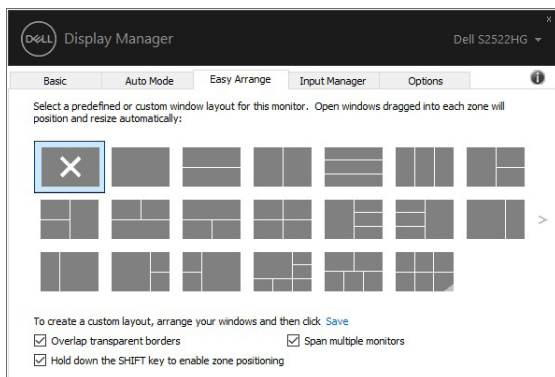 x
DELL Display Manager
Dell S2522HG
Basic Auto Mode Easy Arrange Input Manager Options
Select a predefined or custom window layout for this monitor. Open windows dragged into each zone will
position and resize automatically:
>
To create a custom layout, arrange your windows and then click Save
Overlap transparent borders
Span multiple monitors
Hold down the SHIFT key to enable zone positioning